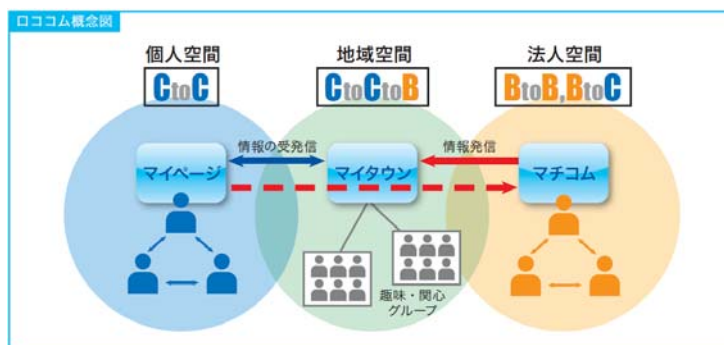 ロココム概念図
個人空間
CtoC
地域空間
CtoCtoB
法人空間
BtoB,BtoC
マイページ
情報の受発信
マイタウン
情報発信
マチコム
趣味・関心
グループ